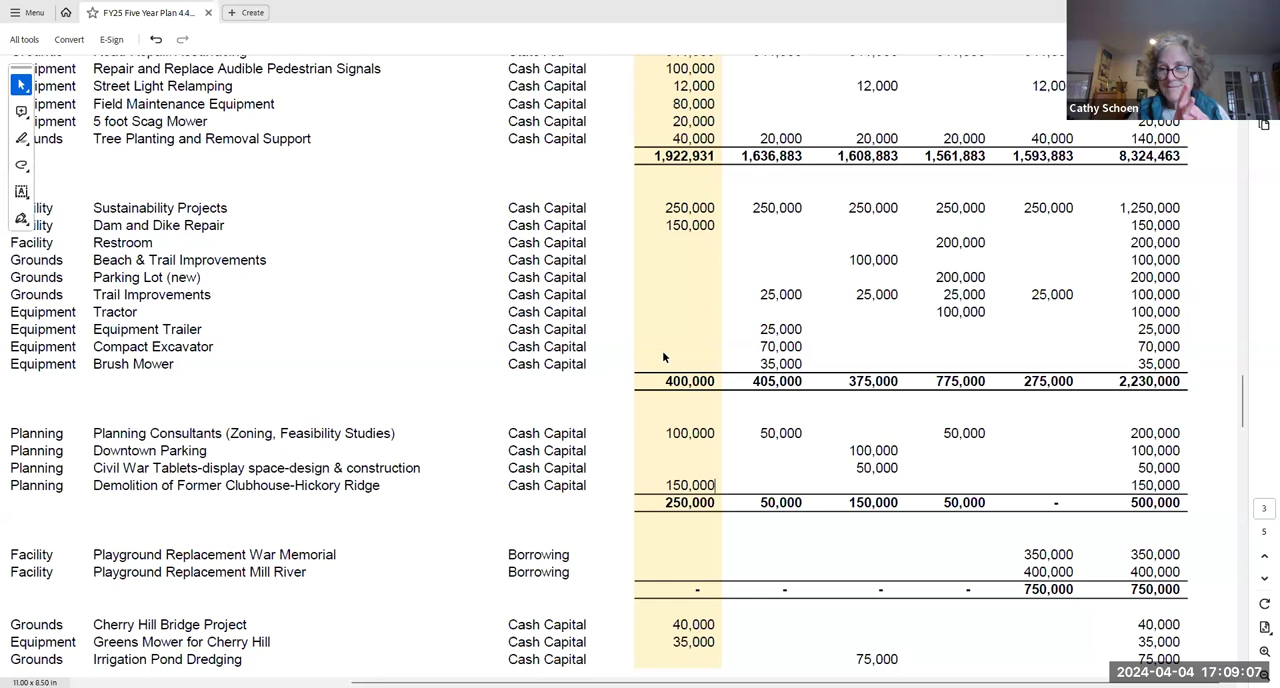 Menu FY25 Five Year Plan 4.4... Create
All tools Convert E-Sign
Cathy Schoen
ipment Repair and Replace Audible Pedestrian Signals Cash Capital 100,000
ipment Street Light Relamping Cash Capital 12,000 12,000 12,00
ipment Field Maintenance Equipment Cash Capital 80,000
ipment 5 foot Scag Mower Cash Capital 20,000 20,000
unds Tree Planting and Removal Support Cash Capital 40,000 20,000 20,000 20,000 40,000 140,000
1,922,931 1,636,883 1,608,883 1,561,883 1,593,883 8,324,463
ility Sustainability Projects Cash Capital 250,000 250,000 250,000 250,000 250,000 1,250,000
ility Dam and Dike Repair Cash Capital 150,000 150,000
Facility Restroom Cash Capital 200,000 200,000
Grounds Beach & Trail Improvements Cash Capital 100,000 100,000
Grounds Parking Lot (new) Cash Capital 200,000 200,000
Grounds Trail Improvements Cash Capital 25,000 25,000 25,000 25,000 100,000
Equipment Tractor Cash Capital 100,000 100,000
Equipment Equipment Trailer Cash Capital 25,000 25,000
Equipment Compact Excavator Cash Capital 70,000 70,000
Equipment Brush Mower Cash Capital 35,000 35,000
400,000 405,000 375,000 775,000 275,000 2,230,000
Planning Planning Consultants (Zoning, Feasibility Studies) Cash Capital 100,000 50,000 50,000 200,000
Planning Downtown Parking Cash Capital 100,000 100,000
Planning Civil War Tablets-display space-design & construction Cash Capital 50,000 50,000
Planning Demolition of Former Clubhouse-Hickory Ridge Cash Capital 150,000 150,000
250,000 50,000 150,000 50,000 - 500,000
3
5
Facility Playground Replacement War Memorial Borrowing 350,000 350,000
Facility Playground Replacement Mill River Borrowing 400,000 400,000
- - - - 750,000 750,000
Grounds Cherry Hill Bridge Project Cash Capital 40,000 40,000
Equipment Greens Mower for Cherry Hill Cash Capital 35,000 35,000
Grounds Irrigation Pond Dredging Cash Capital 75,000 75,000
2024-04-04 17:09:07
11.00 x 8.50 in